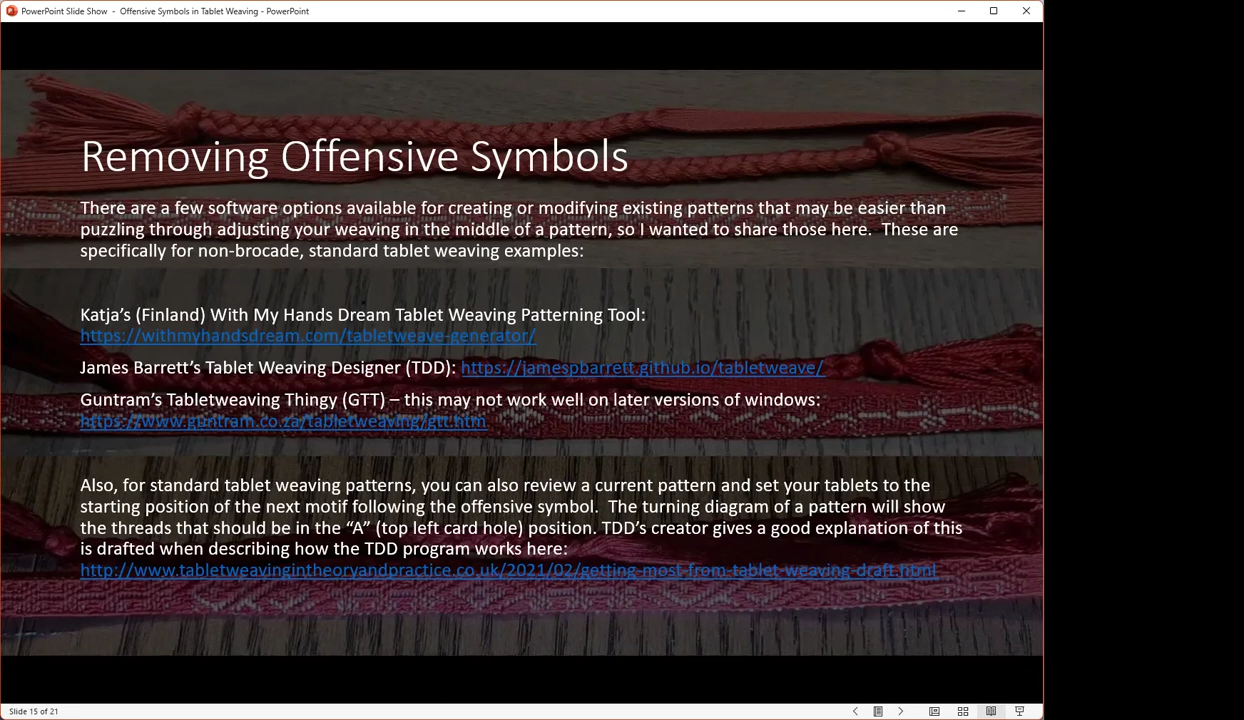 PowerPoint Slide Show - Offensive Symbols in Tablet Weaving - PowerPoint
Removing Offensive Symbols
There are a few software options available for creating or modifying existing patterns that may be easier than
puzzling through adjusting your weaving in the middle of a pattern, so I wanted to share those here. These are
specifically for non-brocade, standard tablet weaving examples:
Katja's (Finland) With My Hands Dream Tablet Weaving Patterning Tool:
https://withmyhandsdream.com/tabletweave-generator/
James Barrett's Tablet Weaving Designer (TDD): https://jamespbarrett.github.io/tabletweave/
Guntram's Tabletweaving Thingy (GTT) – this may not work well on later versions of windows:
https://www.guntram.co.za/tabletweaving/gtt.htm
Also, for standard tablet weaving patterns, you can also review a current pattern and set your tablets to the
starting position of the next motif following the offensive symbol. The turning diagram of a pattern will show
the threads that should be in the “A” (top left card hole) position. TDD's creator gives a good explanation of this
is drafted when describing how the TDD program works here:
http://www.tabletweavingintheoryandpractice.co.uk/2021/02/getting-most-from-tablet-weaving-draft.html
Slide 15 of 21